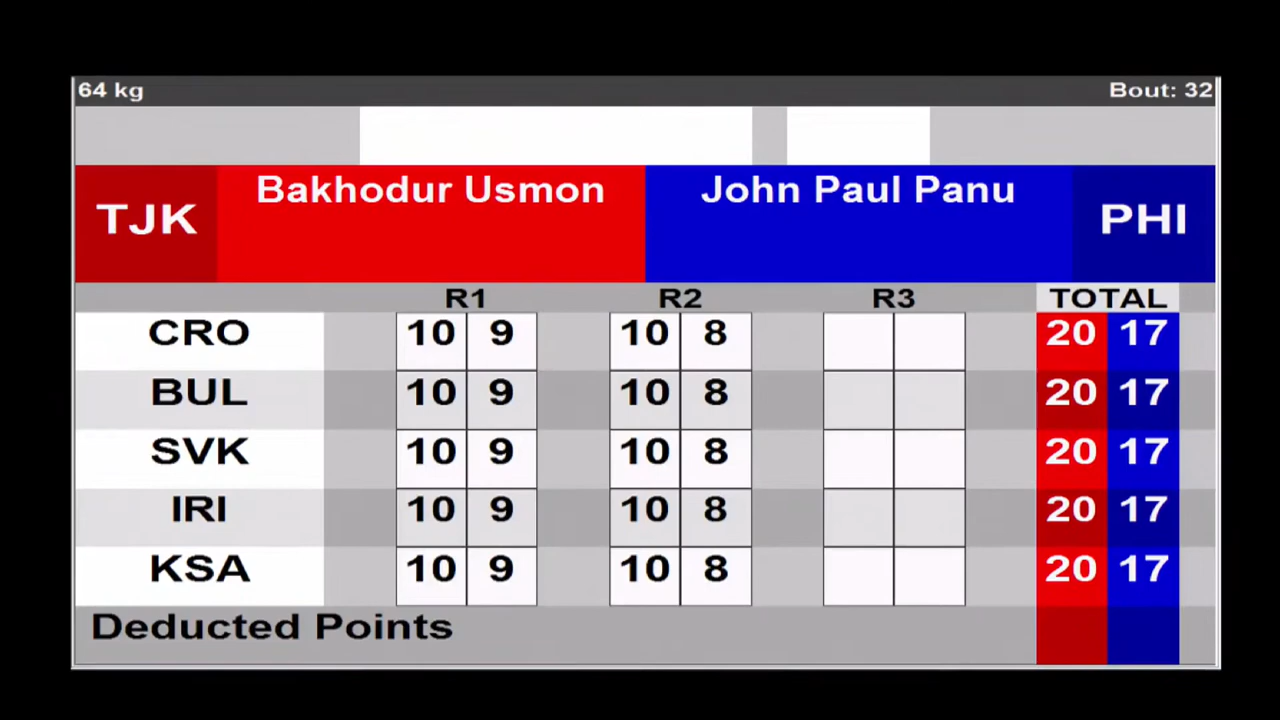 64 kg Bout: 32
TJK Bakhodur Usmon John Paul Panu PHI
R1 R2 R3 TOTAL
CRO 10 9 10 8 20 17
BUL 10 9 10 8 20 17
SVK 10 9 10 8 20 17
IRI 10 9 10 8 20 17
KSA 10 9 10 8 20 17
Deducted Points